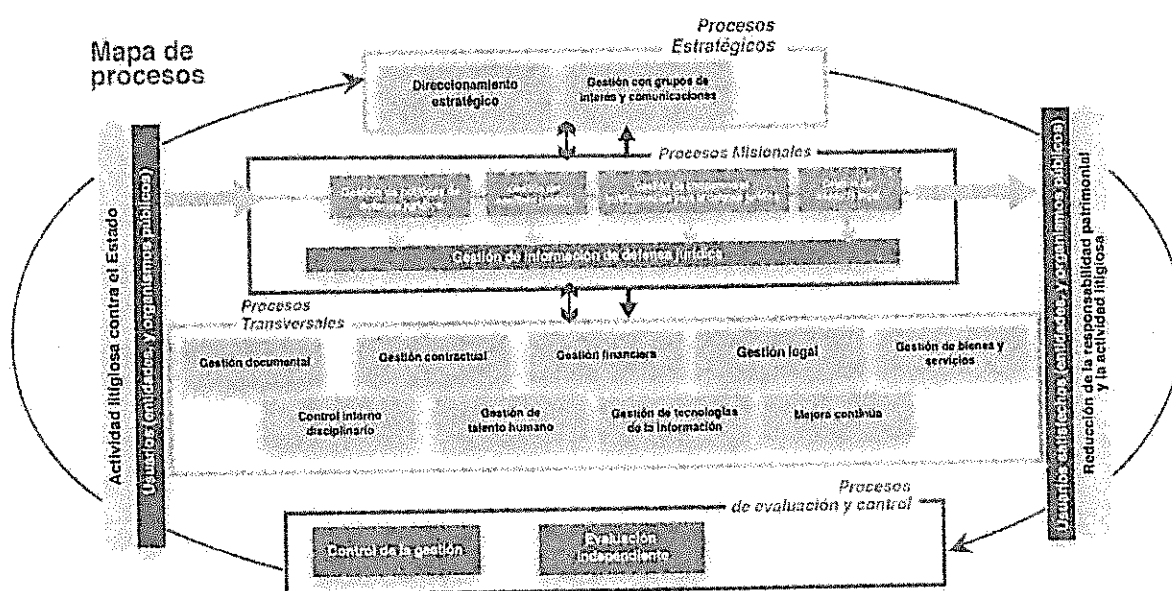 Mapa de
procesos
Procesos
Estratégicos
Direccionamiento
estratégico
Gestión con grupos de
interes y comunicaciones
Procesos Misionales
Gestión de información de defensa jurídica
Procesos
Transversales
Gestión documental
Gestión contractual
Gestión financiera
Gestión legal
Gestión de bienes y
servicios
Control interno
disciplinario
Gestión de
talento humano
Gestión de tecnologías
de la información
Mejora continúa
Procesos
de evaluación y control
Control de la gestión
Evaluación
independiente
Actividad litigiosa contra el Estado
Usuarios (entidades, y organismos públicos)
Usuarios satisfechos (entidades, y organismos públicos)
Reducción de la responsabilidad patrimonial
y la actividad litigiosa